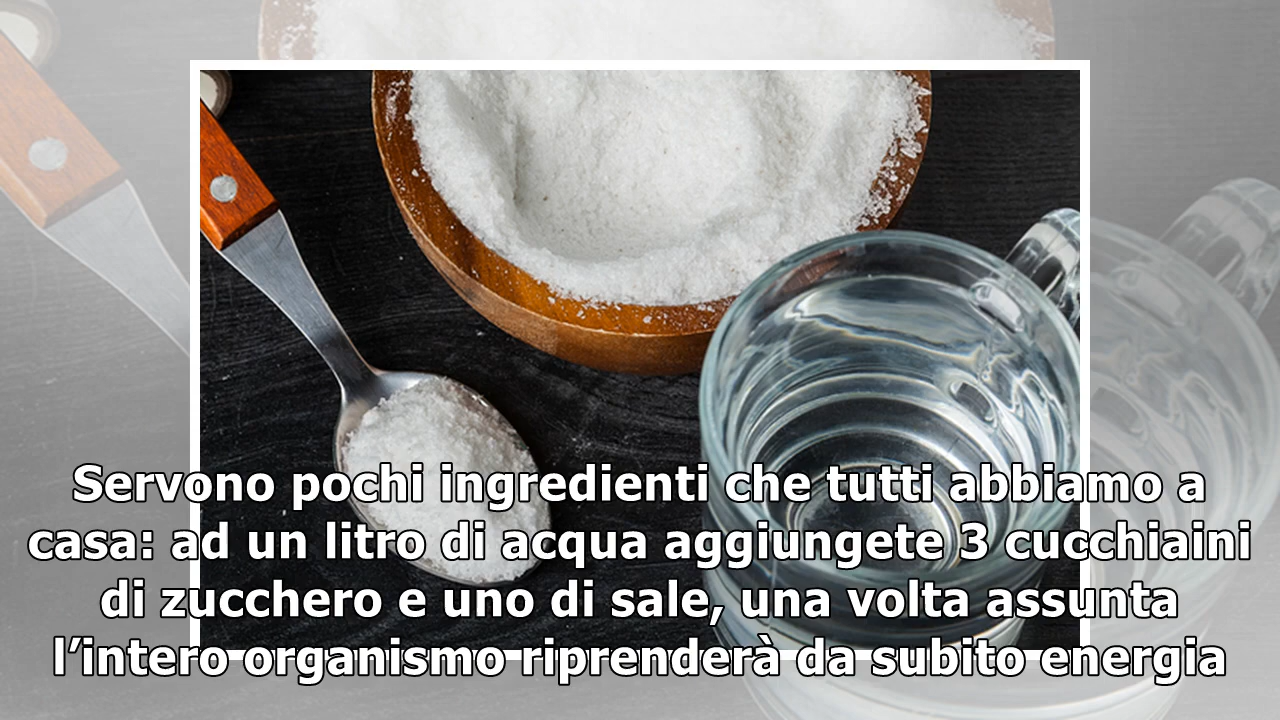 Servono pochi ingredienti che tutti abbiamo a
casa: ad un litro di acqua aggiungete 3 cucchiaini
di zucchero e uno di sale, una volta assunta
l’intero organismo riprenderà da subito energia